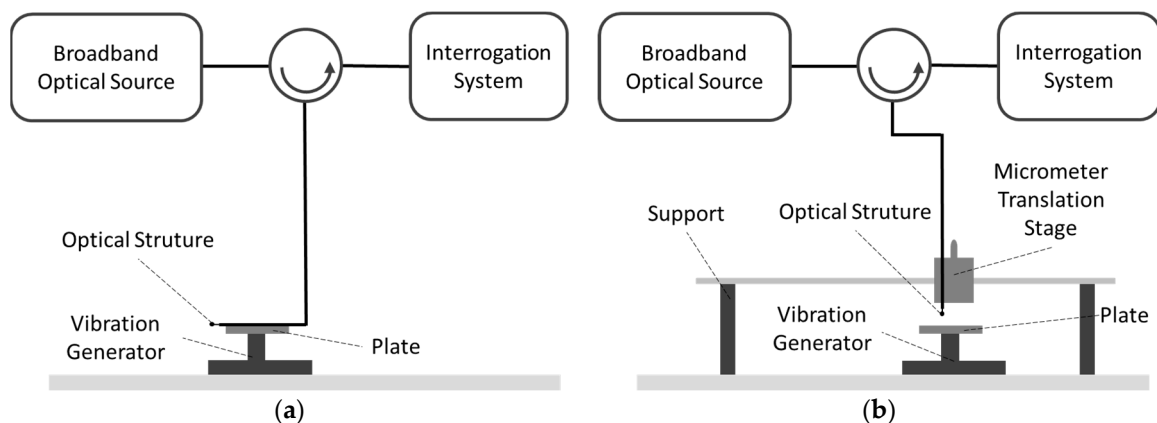 Broadband
Optical Source
Interrogation
System
Optical Struture
Vibration
Generator
Plate
(a)
Broadband
Optical Source
Interrogation
System
Micrometer
Translation
Stage
Support
Optical Struture
Vibration
Generator
Plate
(b)